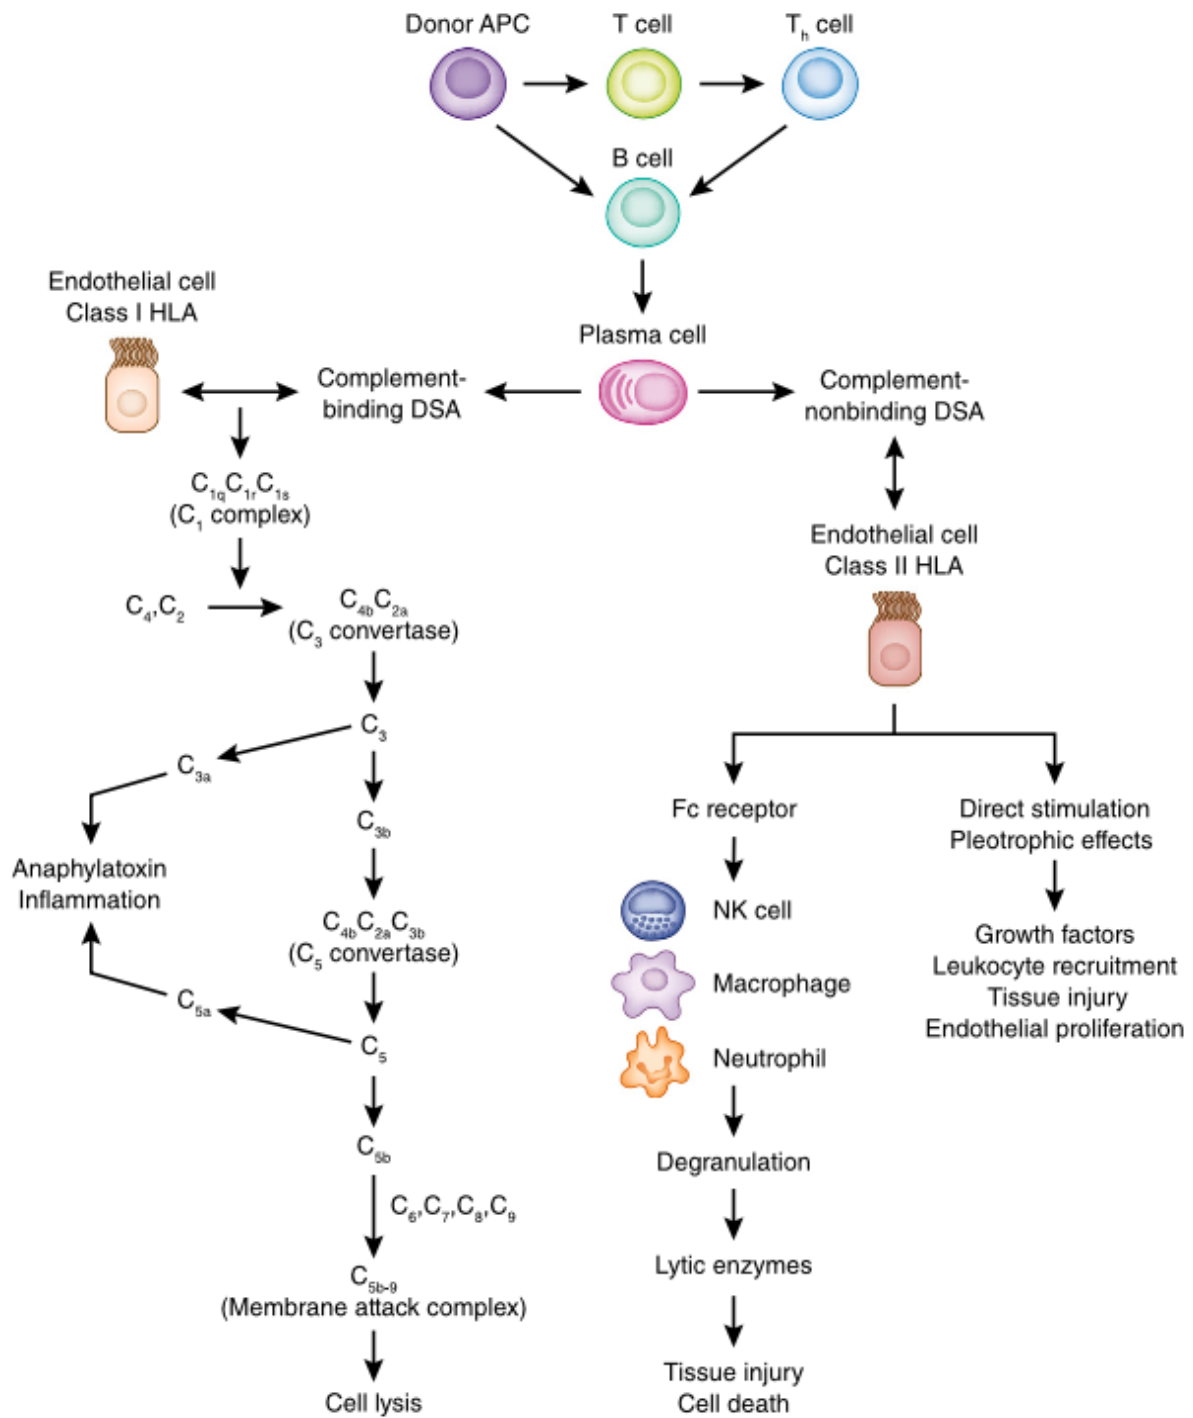 Donor APC
T cell
Th cell
B cell
Endothelial cell
Class I HLA
Plasma cell
Complement-
binding DSA
Complement-
nonbinding DSA
C1qC1rC1s
(C1 complex)
Endothelial cell
Class II HLA
C4,C2
C4bC2a
(C3 convertase)
C3
C3a
C3b
Anaphylatoxin
Inflammation
C4bC2aC3b
(C5 convertase)
C5a
C5
C5b
C6,C7,C8,C9
C5b-9
(Membrane attack complex)
Cell lysis
Fc receptor
NK cell
Macrophage
Neutrophil
Degranulation
Lytic enzymes
Tissue injury
Cell death
Direct stimulation
Pleotrophic effects
Growth factors
Leukocyte recruitment
Tissue injury
Endothelial proliferation